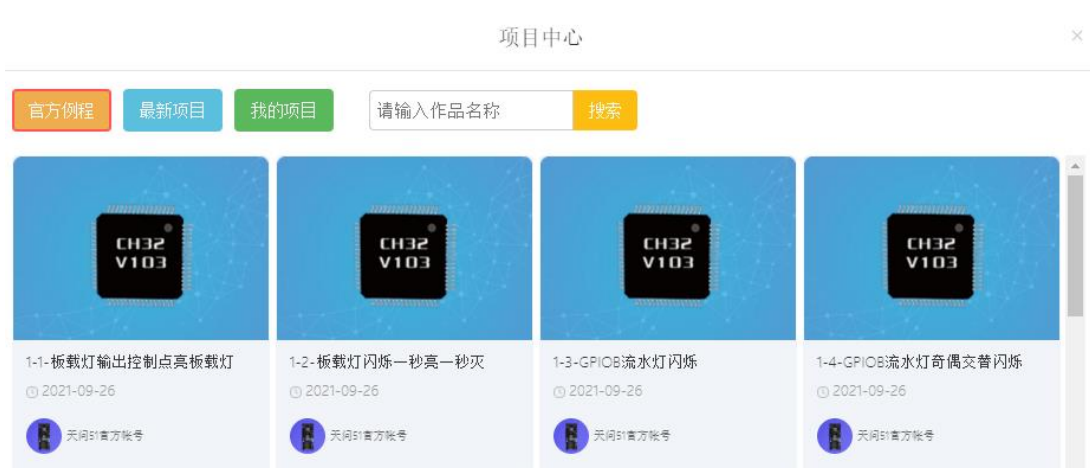 项目中心
×
官方例程 最新项目 我的项目 请输入作品名称 搜索
CH32 CH32 CH32 CH32
V103 V103 V103 V103
1-1-板载灯输出控制点亮板载灯 1-2-板载灯闪烁一秒亮一秒灭 1-3-GPIOB流水灯闪烁 1-4-GPIOB流水灯奇偶交替闪烁
2021-09-26 2021-09-26 2021-09-26 2021-09-26
天问51官方帐号 天问51官方帐号 天问51官方帐号 天问51官方帐号